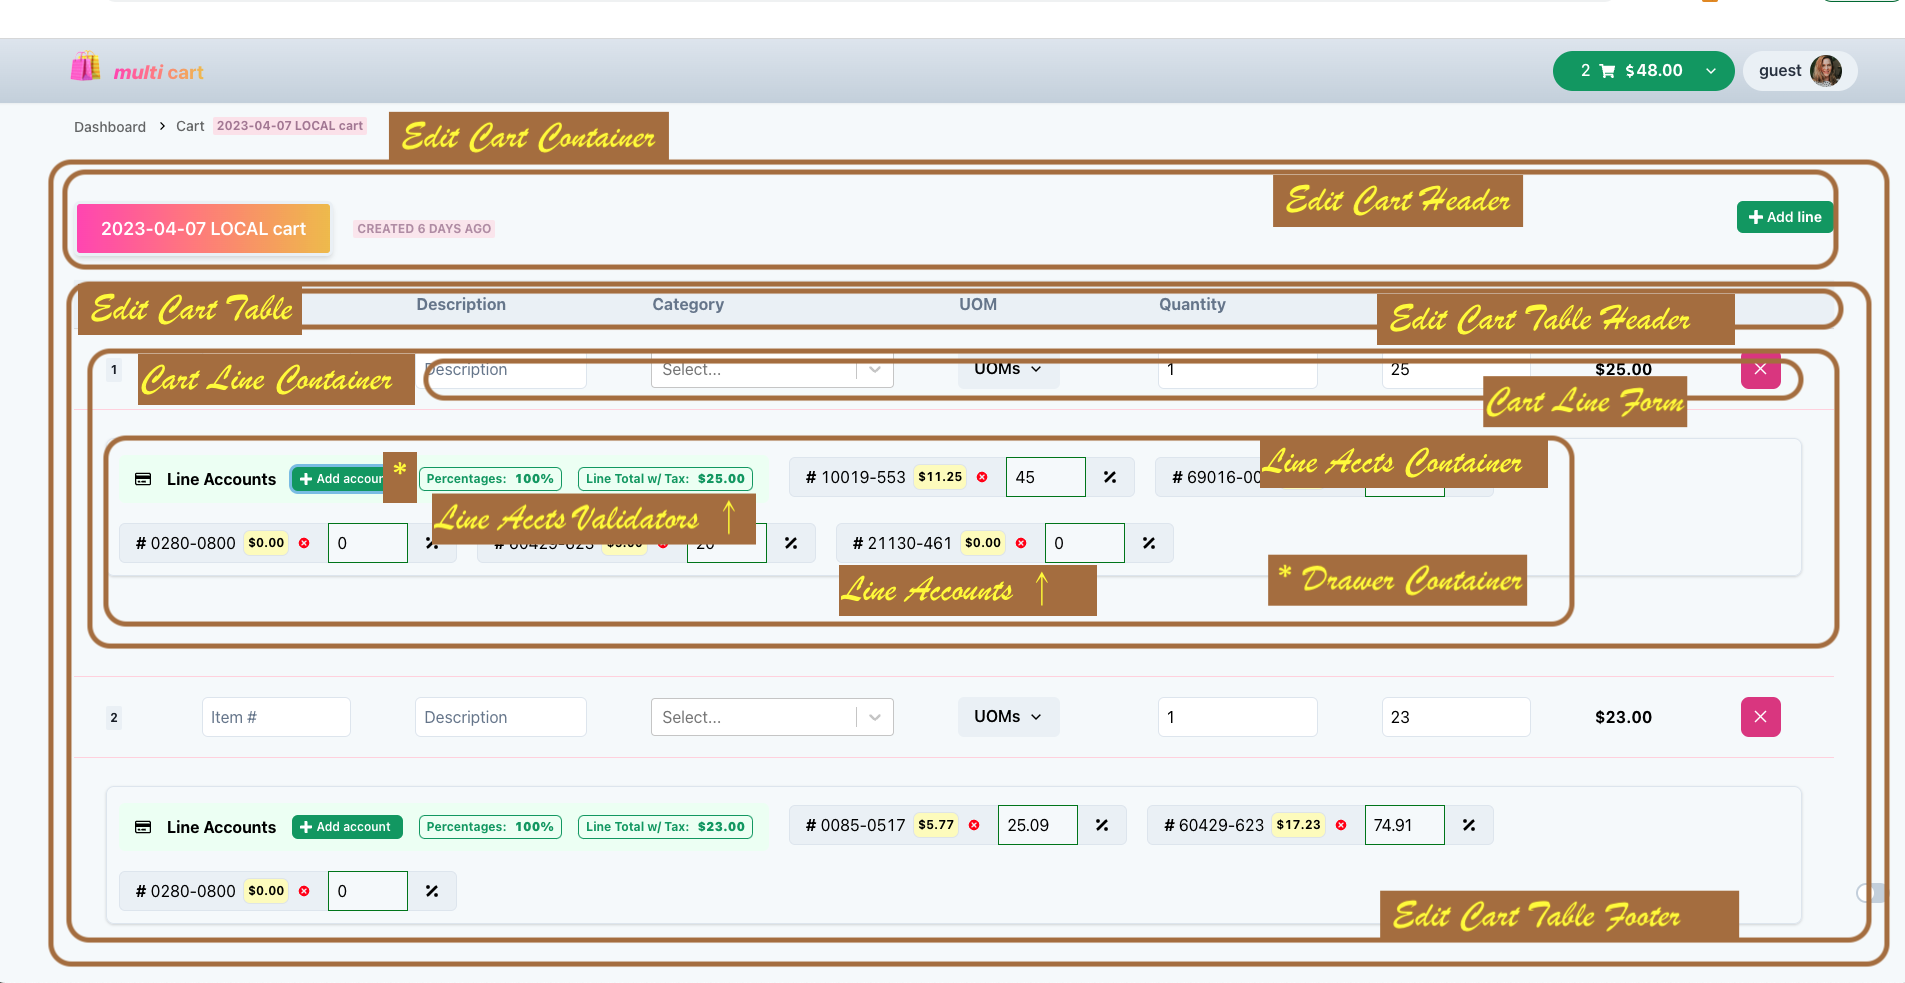 multi cart
2 $48.00
guest
Dashboard > Cart 2023-04-07 LOCAL cart
Edit Cart Container
Edit Cart Header
2023-04-07 LOCAL cart
CREATED 6 DAYS AGO
Add line
Edit Cart Table
Description Category UOM Quantity
Edit Cart Table Header
1
Cart Line Container
Description Select... UOMs 1 25 $25.00
Cart Line Form
Line Accounts
Add accour
*
Percentages: 100%
Line Total w/ Tax: $25.00
# 10019-553 $11.25 45
# 69016-00
Line Accts Container
Line Accts Validators ↑
# 0280-0800 $0.00 0
# 60429-623 20
# 21130-461 $0.00 0
Line Accounts ↑
* Drawer Container
2 Item # Description Select... UOMs 1 23 $23.00
Line Accounts
Add account
Percentages: 100%
Line Total w/ Tax: $23.00
# 0085-0517 $5.77 25.09
# 60429-623 $17.23 74.91
# 0280-0800 $0.00 0
Edit Cart Table Footer